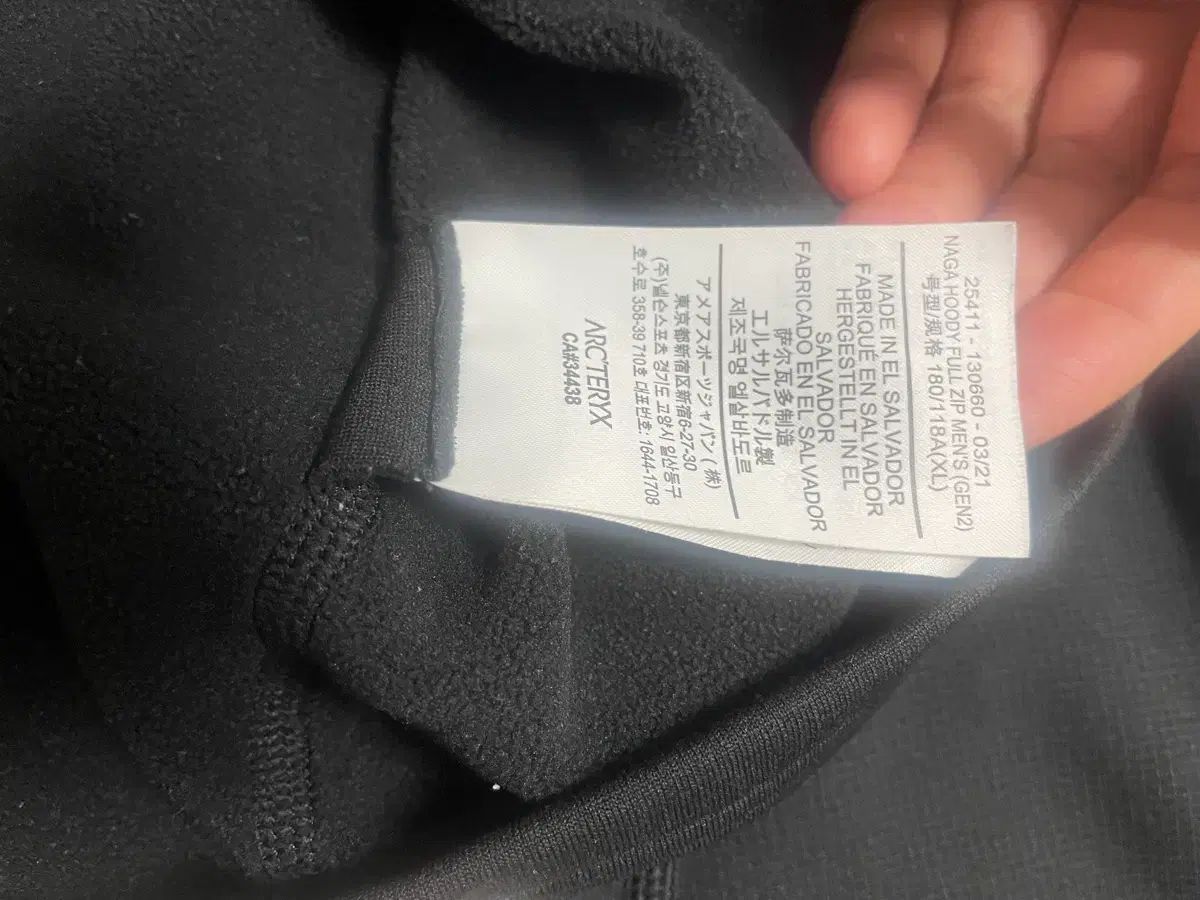 25411 - 130660 - 03/21
NAGA HOODY FULL ZIP MEN'S (GEN2)
号型/规格 180/118A(XL)
MADE IN EL SALVADOR
FABRIQUÉ EN SALVADOR
HERGESTELLT IN EL
SALVADOR
FABRICADO EN EL SALVADOR
萨尔瓦多制造
エルサルバドル製
제조국명 엘살바도르
アメアスポーツジャパン (株)
東京都新宿区新宿6-27-30
(주)넬슨스포츠 경기도 고양시 일산동구
호수로 358-39 710호 대표번호: 1644-1708
ARC'TERYX
CA#34438